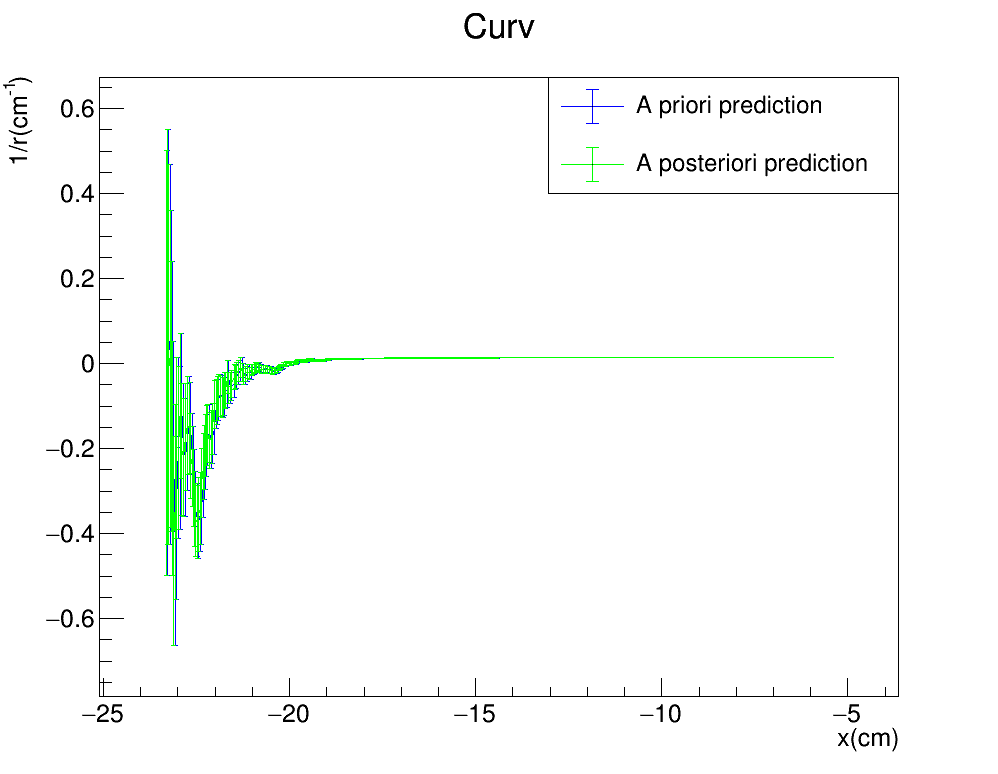 Curv
1/r(cm⁻¹)
A priori prediction
A posteriori prediction
0.6
0.4
0.2
0
−0.2
−0.4
−0.6
−25 −20 −15 −10 −5
x(cm)